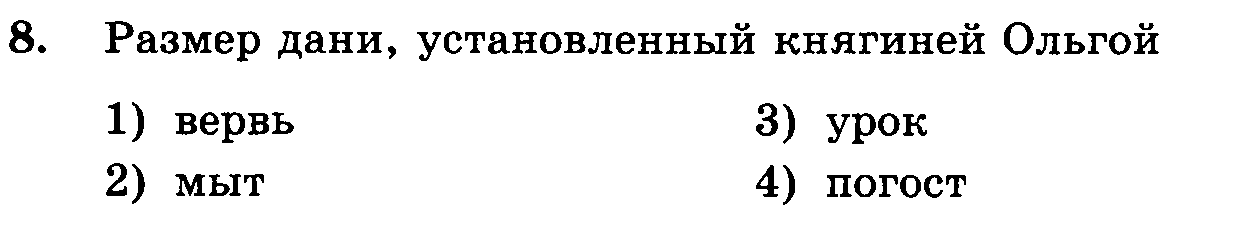 8. Размер дани, установленный княгиней Ольгой
1) вервь 3) урок
2) мыт 4) погост